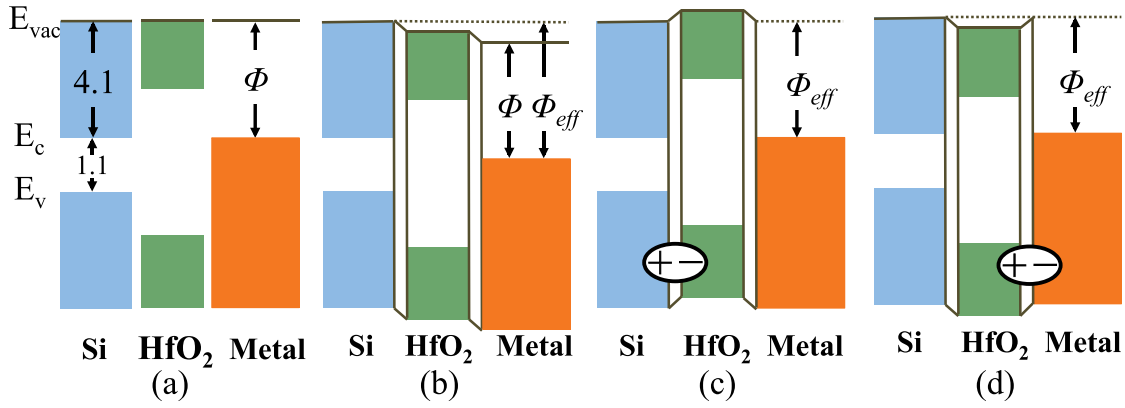 E_vac
4.1
Φ
E_c
1.1
E_v
Si HfO₂ Metal
(a)
Φ Φ_eff
Si HfO₂ Metal
(b)
Φ_eff
+ −
Si HfO₂ Metal
(c)
Φ_eff
+ −
Si HfO₂ Metal
(d)